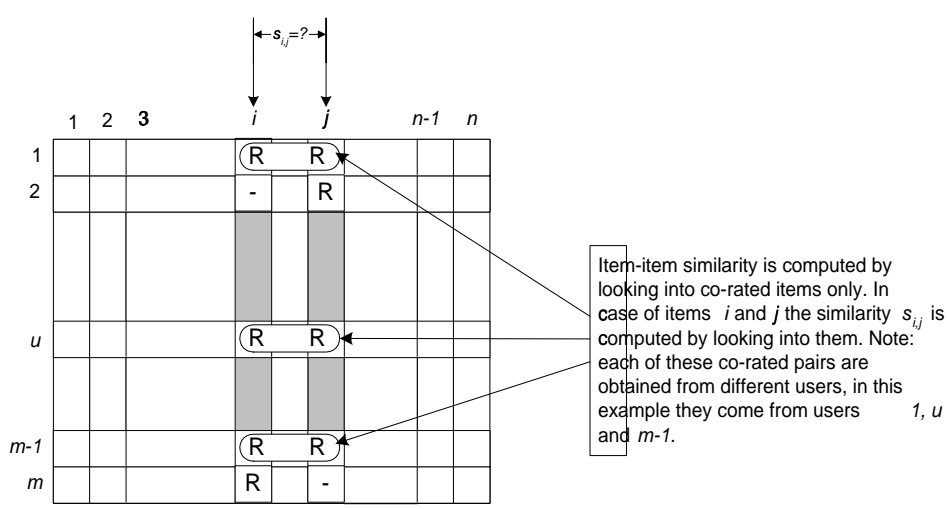 s i,j=?
1 2 3 i j n-1 n
1 R R
2 - R
u R R
m-1 R R
m R -
Item-item similarity is computed by
looking into co-rated items only. In
case of items i and j the similarity s i,j is
computed by looking into them. Note:
each of these co-rated pairs are
obtained from different users, in this
example they come from users 1, u
and m-1.